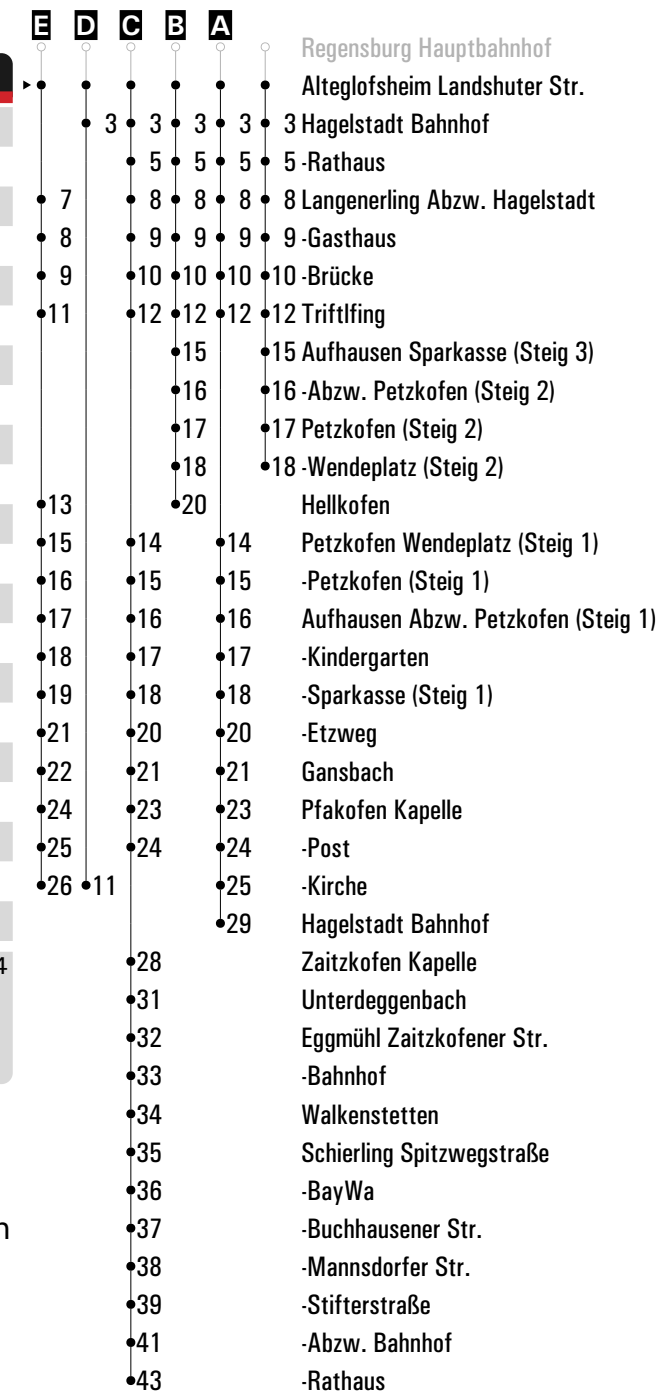 E D C B A
Regensburg Hauptbahnhof
Alteglofsheim Landshuter Str.
3 3 3 3 3 Hagelstadt Bahnhof
5 5 5 5 -Rathaus
7 8 8 8 8 Langenerling Abzw. Hagelstadt
8 9 9 9 9 -Gasthaus
9 10 10 10 10 -Brücke
11 12 12 12 12 Triftlfing
15 15 Aufhausen Sparkasse (Steig 3)
16 16 -Abzw. Petzkofen (Steig 2)
17 17 Petzkofen (Steig 2)
18 18 -Wendeplatz (Steig 2)
13 20 Hellkofen
15 14 14 Petzkofen Wendeplatz (Steig 1)
16 15 15 -Petzkofen (Steig 1)
17 16 16 Aufhausen Abzw. Petzkofen (Steig 1)
18 17 17 -Kindergarten
19 18 18 -Sparkasse (Steig 1)
21 20 20 -Etzweg
22 21 21 Gansbach
24 23 23 Pfakofen Kapelle
25 24 24 -Post
26 11 25 -Kirche
29 Hagelstadt Bahnhof
4 28 Zaitzkofen Kapelle
31 Unterdeggenbach
32 Eggmühl Zaitzkofener Str.
33 -Bahnhof
34 Walkenstetten
35 Schierling Spitzwegstraße
36 -BayWa
n 37 -Buchhausener Str.
38 -Mannsdorfer Str.
39 -Stifterstraße
41 -Abzw. Bahnhof
43 -Rathaus